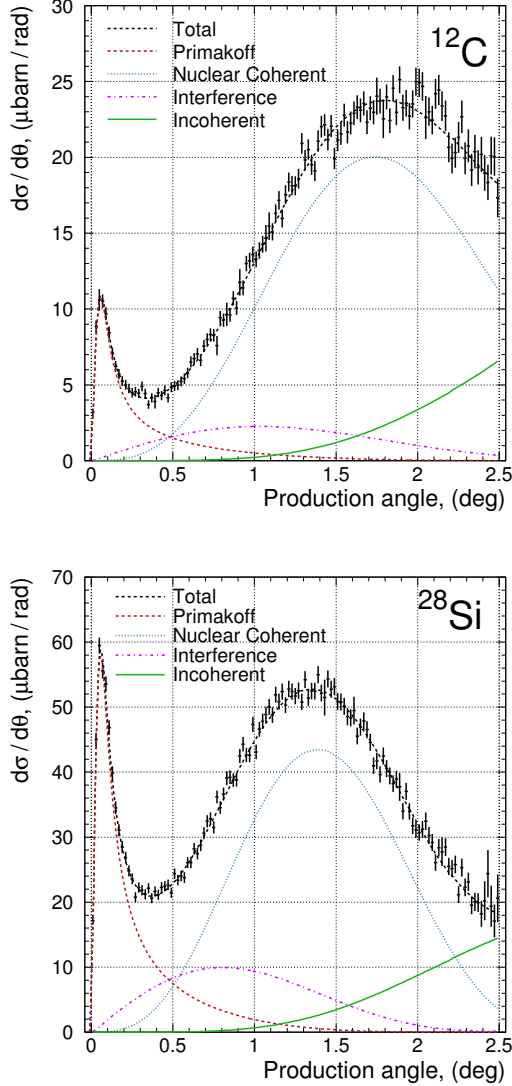 30
25
20
15
10
5
0
dσ / dθ, (μbarn / rad)
Total
Primakoff
Nuclear Coherent
Interference
Incoherent
¹²C
0 0.5 1 1.5 2 2.5
Production angle, (deg)
70
60
50
40
30
20
10
0
dσ / dθ, (μbarn / rad)
Total
Primakoff
Nuclear Coherent
Interference
Incoherent
²⁸Si
0 0.5 1 1.5 2 2.5
Production angle, (deg)